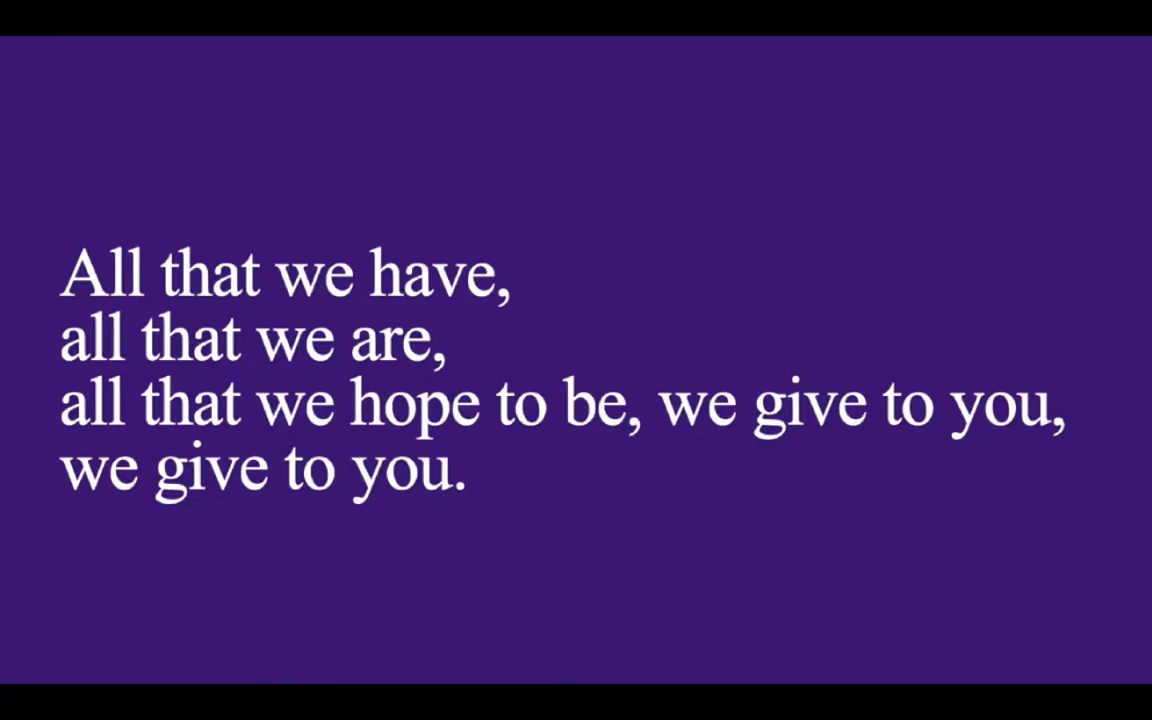 All that we have,
all that we are,
all that we hope to be, we give to you,
we give to you.